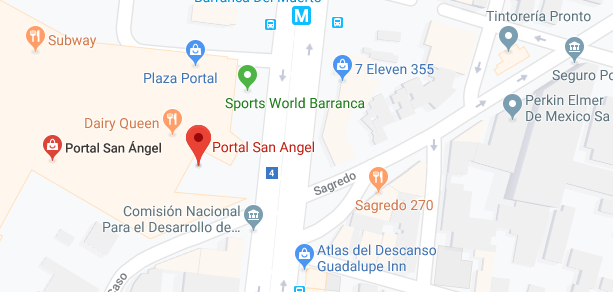 Barranca Del Muerto
M
Tintorería Pronto
Subway
Plaza Portal
7 Eleven 355
Seguro Po
Sports World Barranca
Perkin Elmer
De Mexico Sa
Dairy Queen
Portal San Ángel
Portal San Angel
4
Sagredo
Sagredo 270
Comisión Nacional
Para el Desarrollo de...
Atlas del Descanso
Guadalupe Inn
caso